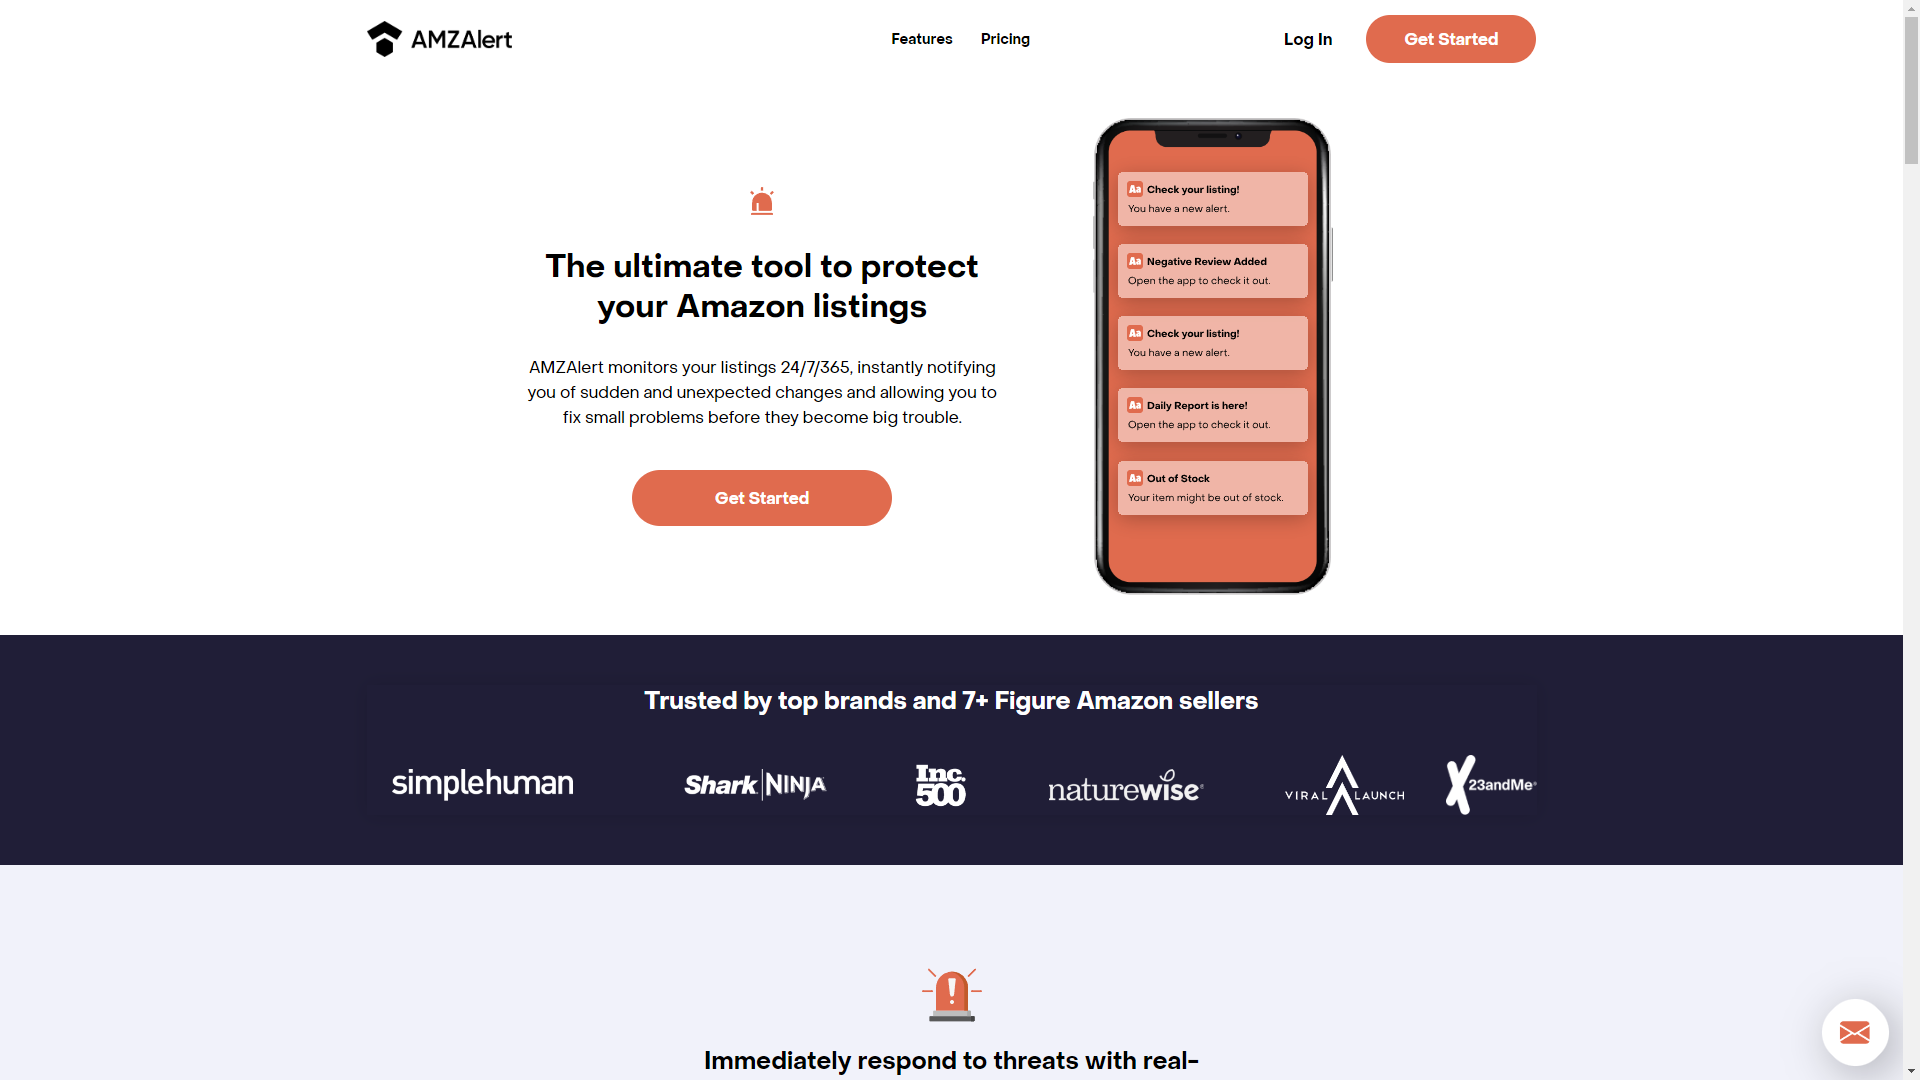 AMZAlert
Features
Pricing
Log In
Get Started
The ultimate tool to protect
your Amazon listings
AMZAlert monitors your listings 24/7/365, instantly notifying
you of sudden and unexpected changes and allowing you to
fix small problems before they become big trouble.
Get Started
Aa Check your listing!
You have a new alert.
Aa Negative Review Added
Open the app to check it out.
Aa Check your listing!
You have a new alert.
Aa Daily Report is here!
Open the app to check it out.
Aa Out of Stock
Your item might be out of stock.
Trusted by top brands and 7+ Figure Amazon sellers
simplehuman
Shark|NINJA
Inc.
500
naturewise
VIRAL LAUNCH
23andMe
Immediately respond to threats with real-